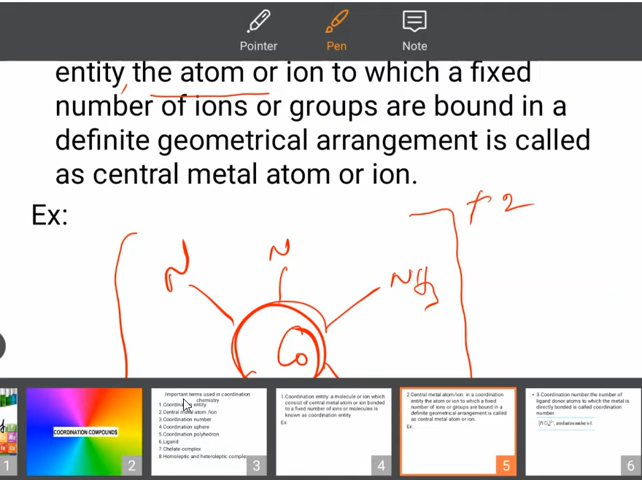 Pointer
Pen
Note
entity the atom or ion to which a fixed
number of ions or groups are bound in a
definite geometrical arrangement is called
as central metal atom or ion.
Ex:
+2
N
N
NH3
Co
1
COORDINATION COMPOUNDS
2
Important terms used in coordination
chemistry
1 Coordination entity
2 Central metal atom /ion
3 Coordination number
4 Coordination sphere
5 Coordination polyhedron
6 Ligand
7 Chelate complex
8 Homoleptic and heteroleptic complex
3
1.Coordination entity: a molecule or ion which
consist of central metal atom or ion bonded
to a fixed number of ions or molecules is
known as coordination entity
Ex:
4
2.Central metal atom/ion: in a coordination
entity the atom or ion to which a fixed
number of ions or groups are bound in a
definite geometrical arrangement is called
as central metal atom or ion.
Ex:
5
• 3.Coordination number:the number of
ligand donor atoms to which the metal is
directly bonded is called coordination
number.
6